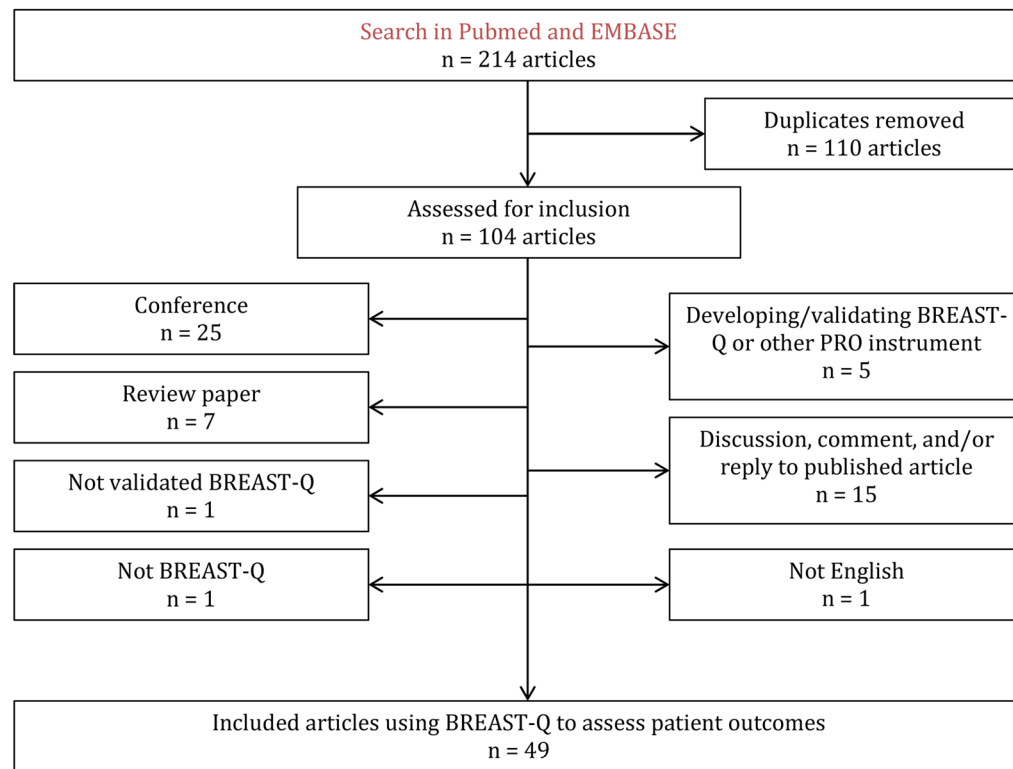 Search in Pubmed and EMBASE
n = 214 articles
Duplicates removed
n = 110 articles
Assessed for inclusion
n = 104 articles
Conference
n = 25
Developing/validating BREAST-
Q or other PRO instrument
n = 5
Review paper
n = 7
Discussion, comment, and/or
reply to published article
n = 15
Not validated BREAST-Q
n = 1
Not BREAST-Q
n = 1
Not English
n = 1
Included articles using BREAST-Q to assess patient outcomes
n = 49